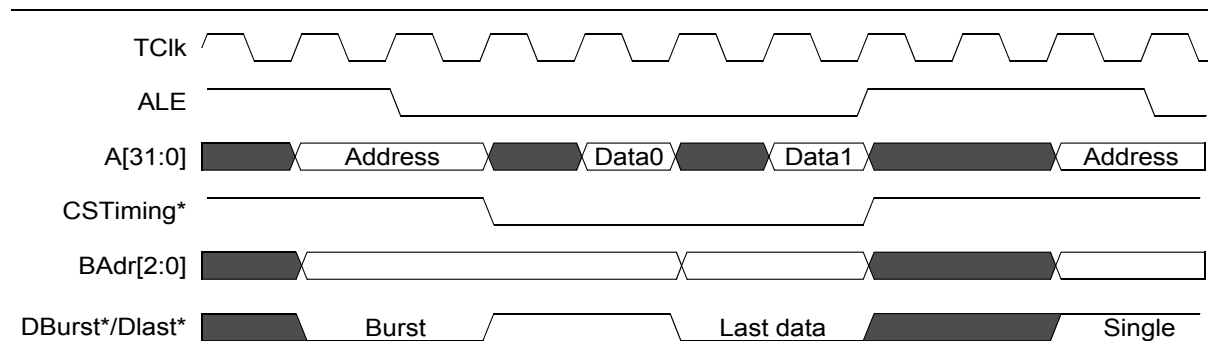 TClk
ALE
A[31:0] Address Data0 Data1 Address
CSTiming*
BAdr[2:0]
DBurst*/Dlast* Burst Last data Single